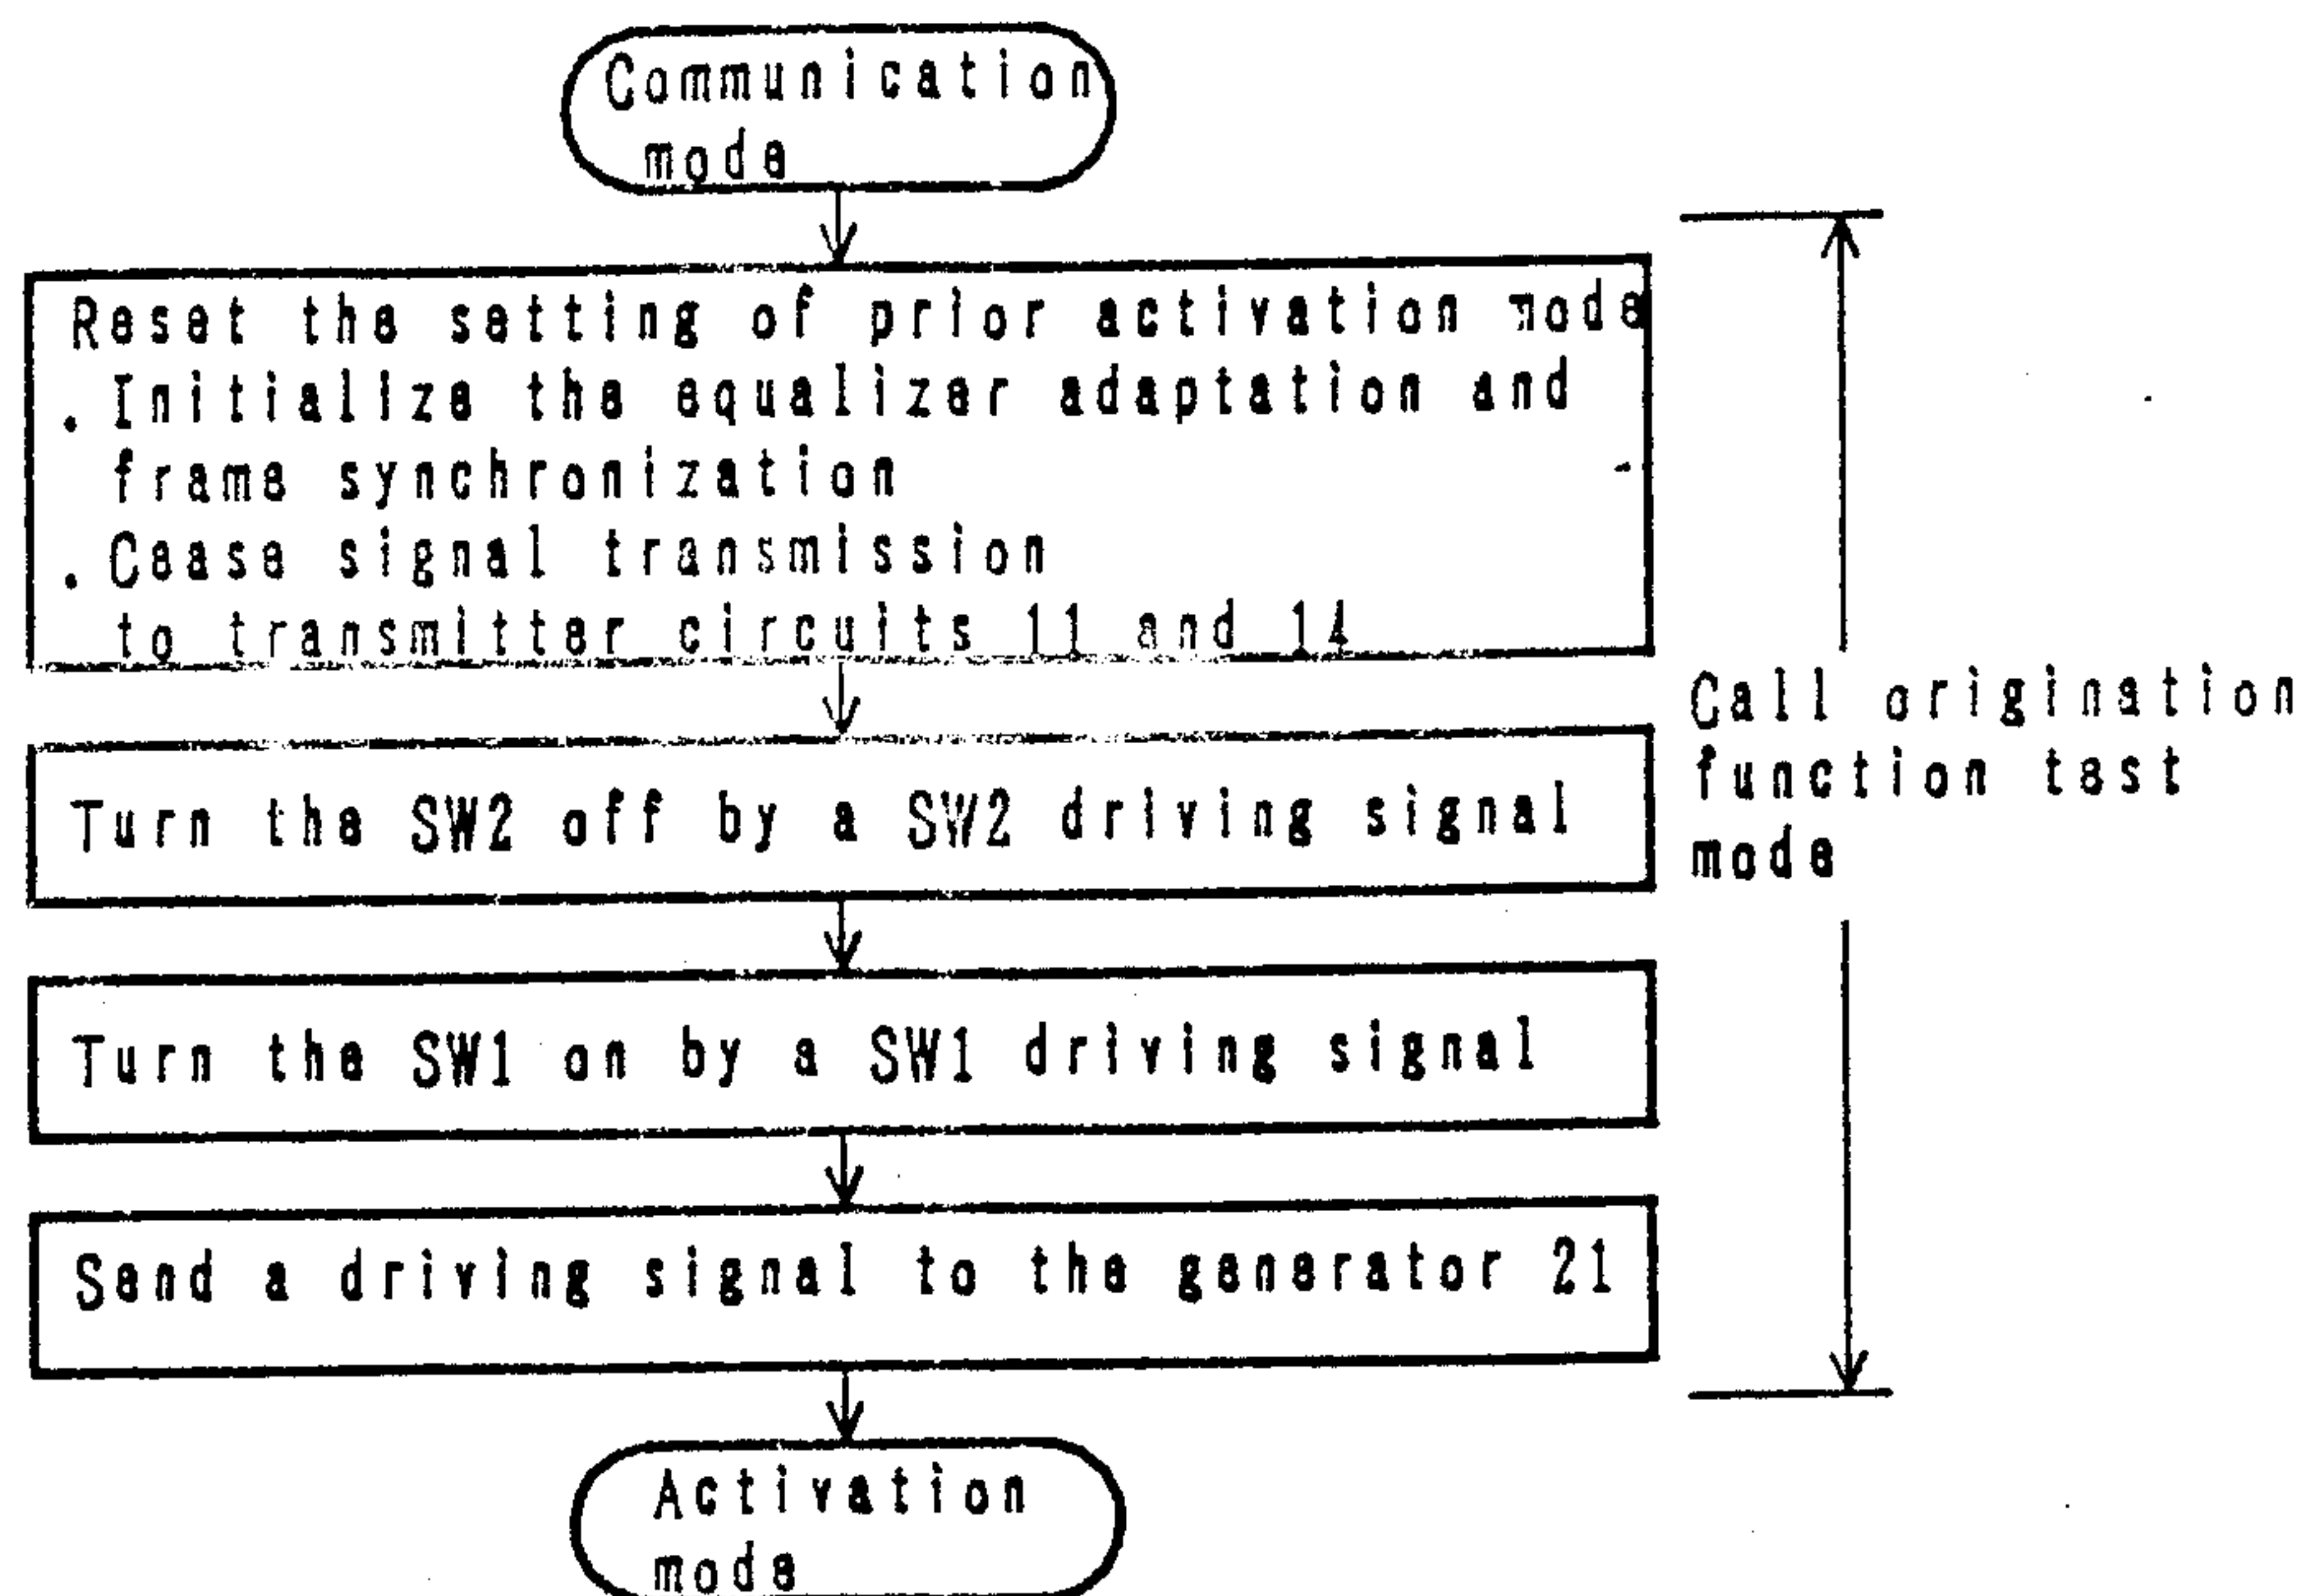 Communication
mode
Reset the setting of prior activation mode
.Initialize the equalizer adaptation and
frame synchronization
.Cease signal transmission
to transmitter circuits 11 and 14
Call origination
function test
mode
Turn the SW2 off by a SW2 driving signal
Turn the SW1 on by a SW1 driving signal
Send a driving signal to the generator 21
Activation
mode